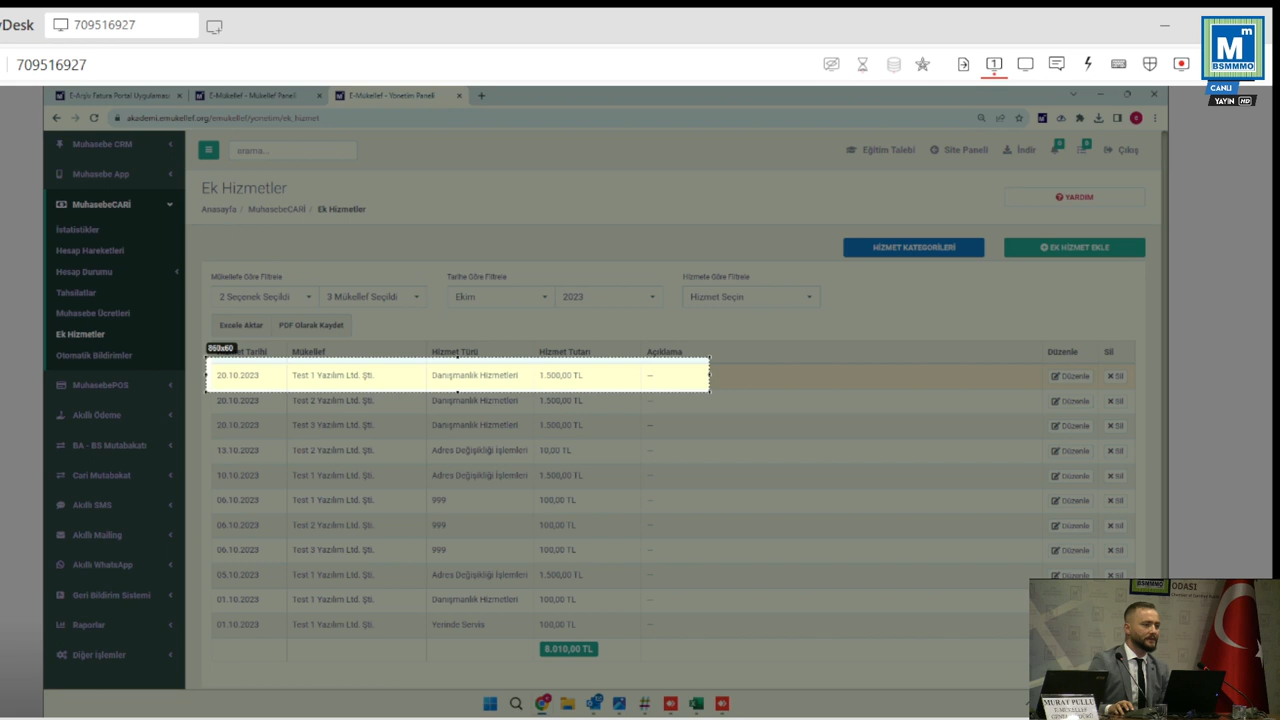 yDesk 709516927
709516927
M m
BSMMMO
CANLI
YAYIN HD
E-Arşiv Fatura Portal Uygulaması
E-Mükellef - Mükellef Paneli
E-Mükellef - Yönetim Paneli
akademi.emukellef.org/emukellef/yonetim/ek_hizmet
Muhasebe CRM
Muhasebe App
MuhasebeCARİ
İstatistikler
Hesap Hareketleri
Hesap Durumu
Tahsilatlar
Muhasebe Ücretleri
Ek Hizmetler
Otomatik Bildirimler
MuhasebePOS
Akıllı Ödeme
BA - BS Mutabakatı
Cari Mutabakat
Akıllı SMS
Akıllı Mailing
Akıllı WhatsApp
Geri Bildirim Sistemi
Raporlar
Diğer İşlemler
arama...
Eğitim Talebi Site Paneli İndir Çıkış
Ek Hizmetler
Anasayfa / MuhasebeCARİ / Ek Hizmetler
YARDIM
HİZMET KATEGORİLERİ
EK HİZMET EKLE
Mükellefe Göre Filtrele Tarihe Göre Filtrele Hizmete Göre Filtrele
2 Seçenek Seçildi 3 Mükellef Seçildi Ekim 2023 Hizmet Seçin
Excele Aktar PDF Olarak Kaydet
860x60
Tarihi Mükellef Hizmet Türü Hizmet Tutarı Açıklama Düzenle Sil
20.10.2023 Test 1 Yazılım Ltd. Şti. Danışmanlık Hizmetleri 1.500,00 TL -- Düzenle Sil
20.10.2023 Test 2 Yazılım Ltd. Şti. Danışmanlık Hizmetleri 1.500,00 TL -- Düzenle Sil
20.10.2023 Test 3 Yazılım Ltd. Şti. Danışmanlık Hizmetleri 1.500,00 TL -- Düzenle Sil
13.10.2023 Test 2 Yazılım Ltd. Şti. Adres Değişikliği İşlemleri 10,00 TL -- Düzenle Sil
10.10.2023 Test 1 Yazılım Ltd. Şti. Adres Değişikliği İşlemleri 1.500,00 TL -- Düzenle Sil
06.10.2023 Test 1 Yazılım Ltd. Şti. 999 100,00 TL -- Düzenle Sil
06.10.2023 Test 2 Yazılım Ltd. Şti. 999 100,00 TL -- Düzenle Sil
06.10.2023 Test 3 Yazılım Ltd. Şti. 999 100,00 TL -- Düzenle Sil
05.10.2023 Test 1 Yazılım Ltd. Şti. Adres Değişikliği İşlemleri 1.500,00 TL -- Düzenle Sil
01.10.2023 Test 1 Yazılım Ltd. Şti. Danışmanlık Hizmetleri 100,00 TL --
01.10.2023 Test 1 Yazılım Ltd. Şti. Yerinde Servis 100,00 TL --
8.010,00 TL
BSMMMO ODASI
MURAT PULLU